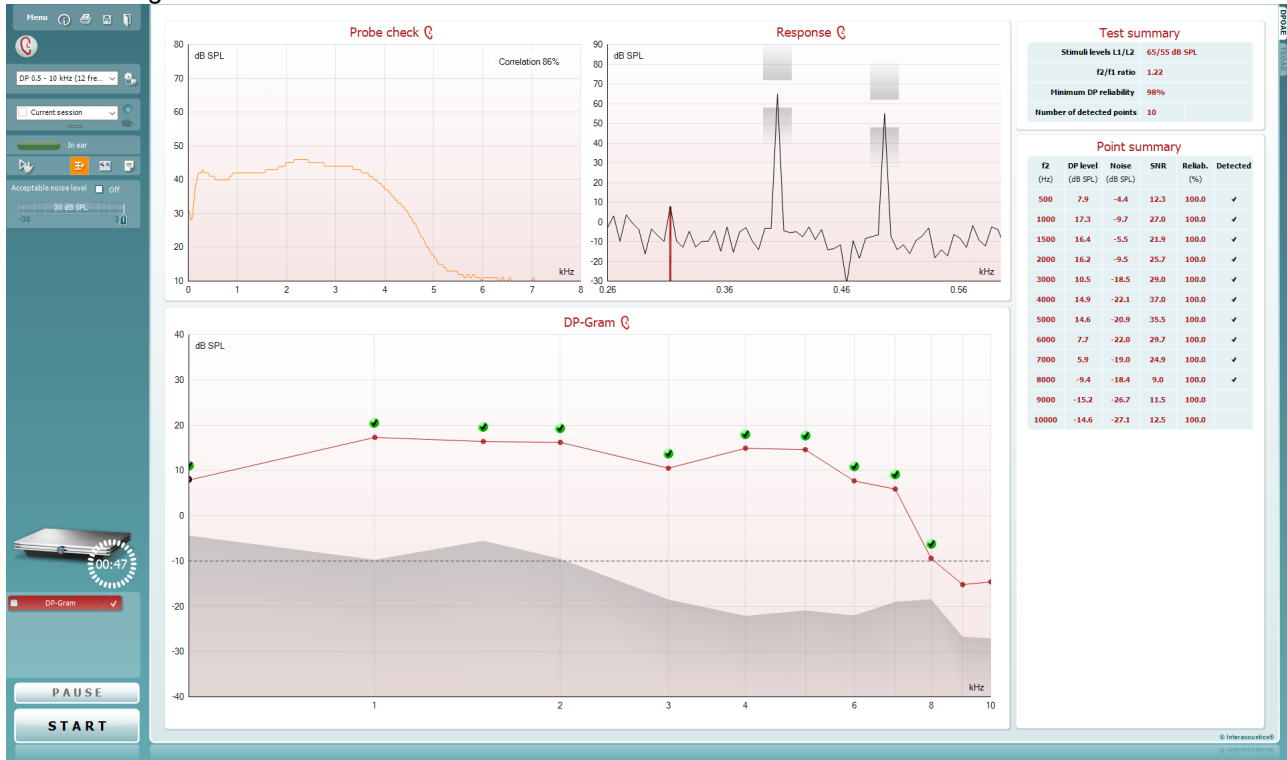 Menu
DP 0.5 - 10 kHz (12 fre...
Current session
In ear
Acceptable noise level Off
30 dB SPL
-30
PAUSE
START
00:47
DP-Gram
Probe check
dB SPL
Correlation 86%
80
70
60
50
40
30
20
10
kHz
0 1 2 3 4 5 6 7 8
Response
dB SPL
90
80
70
60
50
40
30
20
10
0
-10
-20
-30
kHz
0.26 0.36 0.46 0.56
DP-Gram
dB SPL
40
30
20
10
0
-10
-20
-30
-40
kHz
1 2 3 4 6 8 10
Test summary
Stimuli levels L1/L2 65/55 dB SPL
f2/f1 ratio 1.22
Minimum DP reliability 98%
Number of detected points 10
Point summary
f2 DP level Noise SNR Reliab. Detected
(Hz) (dB SPL) (dB SPL) (%)
500 7.9 -4.4 12.3 100.0
1000 17.3 -9.7 27.0 100.0
1500 16.4 -5.5 21.9 100.0
2000 16.2 -9.5 25.7 100.0
3000 10.5 -18.5 29.0 100.0
4000 14.9 -22.1 37.0 100.0
5000 14.6 -20.9 35.5 100.0
6000 7.7 -22.0 29.7 100.0
7000 5.9 -19.0 24.9 100.0
8000 -9.4 -18.4 9.0 100.0
9000 -15.2 -26.7 11.5 100.0
10000 -14.6 -27.1 12.5 100.0
DPOAE
TEOAE
© Interacoustics®